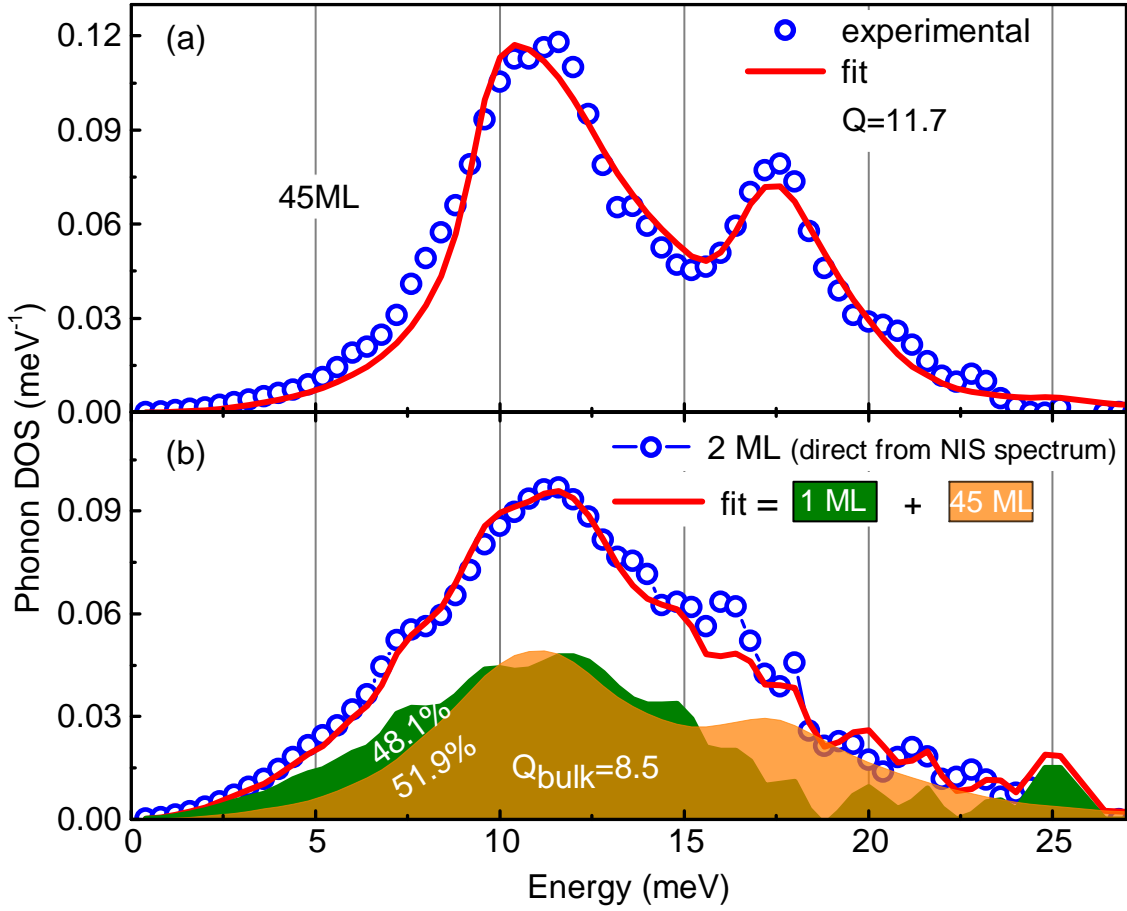 (a)
experimental
fit
Q=11.7
45ML
0.12
0.09
0.06
0.03
0.00
Phonon DOS (meV⁻¹)
(b)
2 ML (direct from NIS spectrum)
fit = 1 ML + 45 ML
0.09
0.06
0.03
0.00
48.1%
51.9%
Qbulk=8.5
0 5 10 15 20 25
Energy (meV)